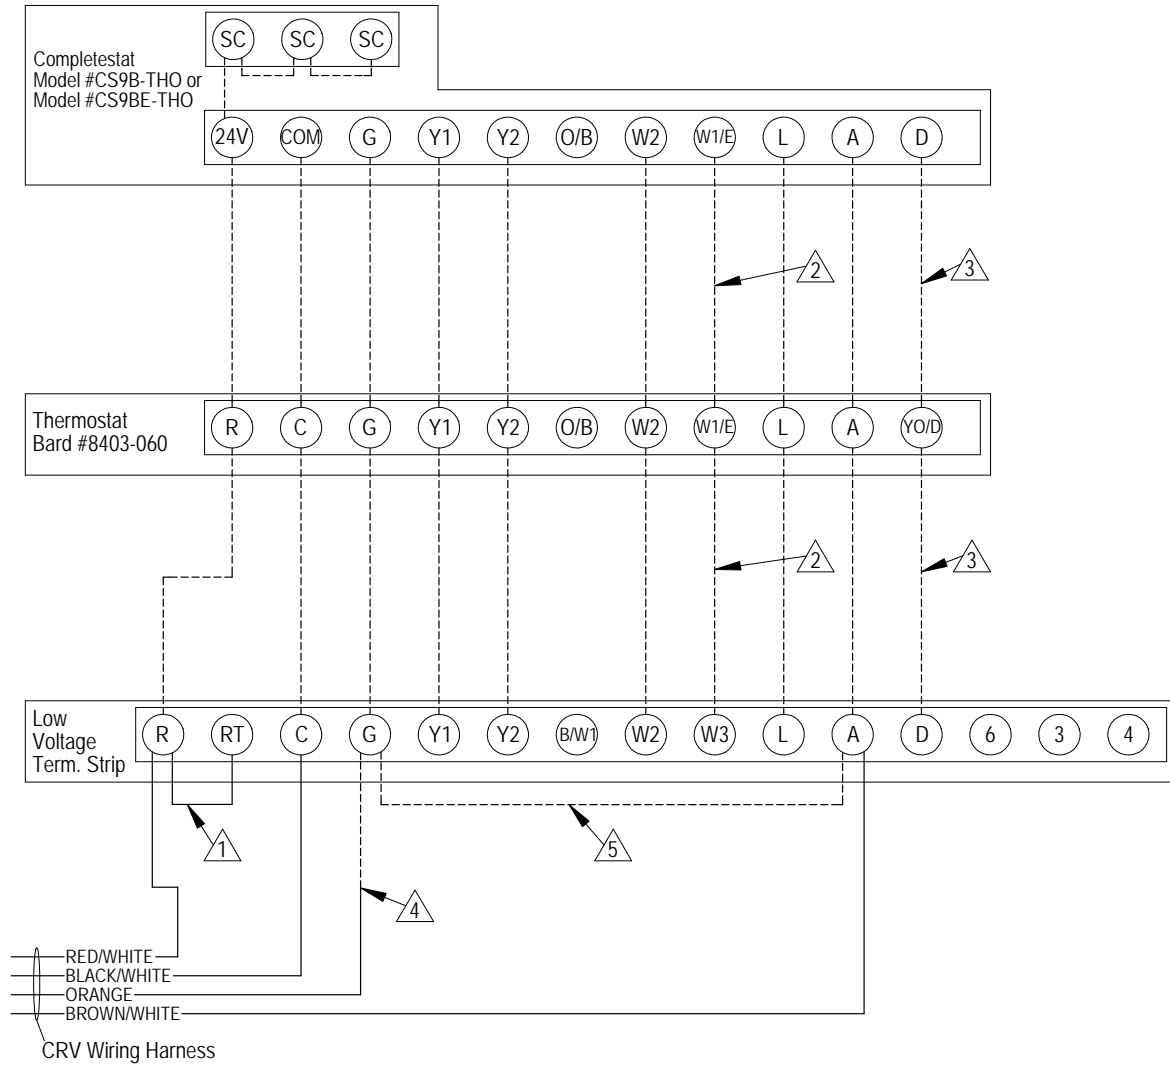 SC SC SC
Completestat
Model #CS9B-THO or
Model #CS9BE-THO
24V COM G Y1 Y2 O/B W2 W1/E L A D
2 3
Thermostat
Bard #8403-060
R C G Y1 Y2 O/B W2 W1/E L A YO/D
2 3
Low
Voltage
Term. Strip
R RT C G Y1 Y2 B/W1 W2 W3 L A D 6 3 4
1 5
4
RED/WHITE
BLACK/WHITE
ORANGE
BROWN/WHITE
CRV Wiring Harness